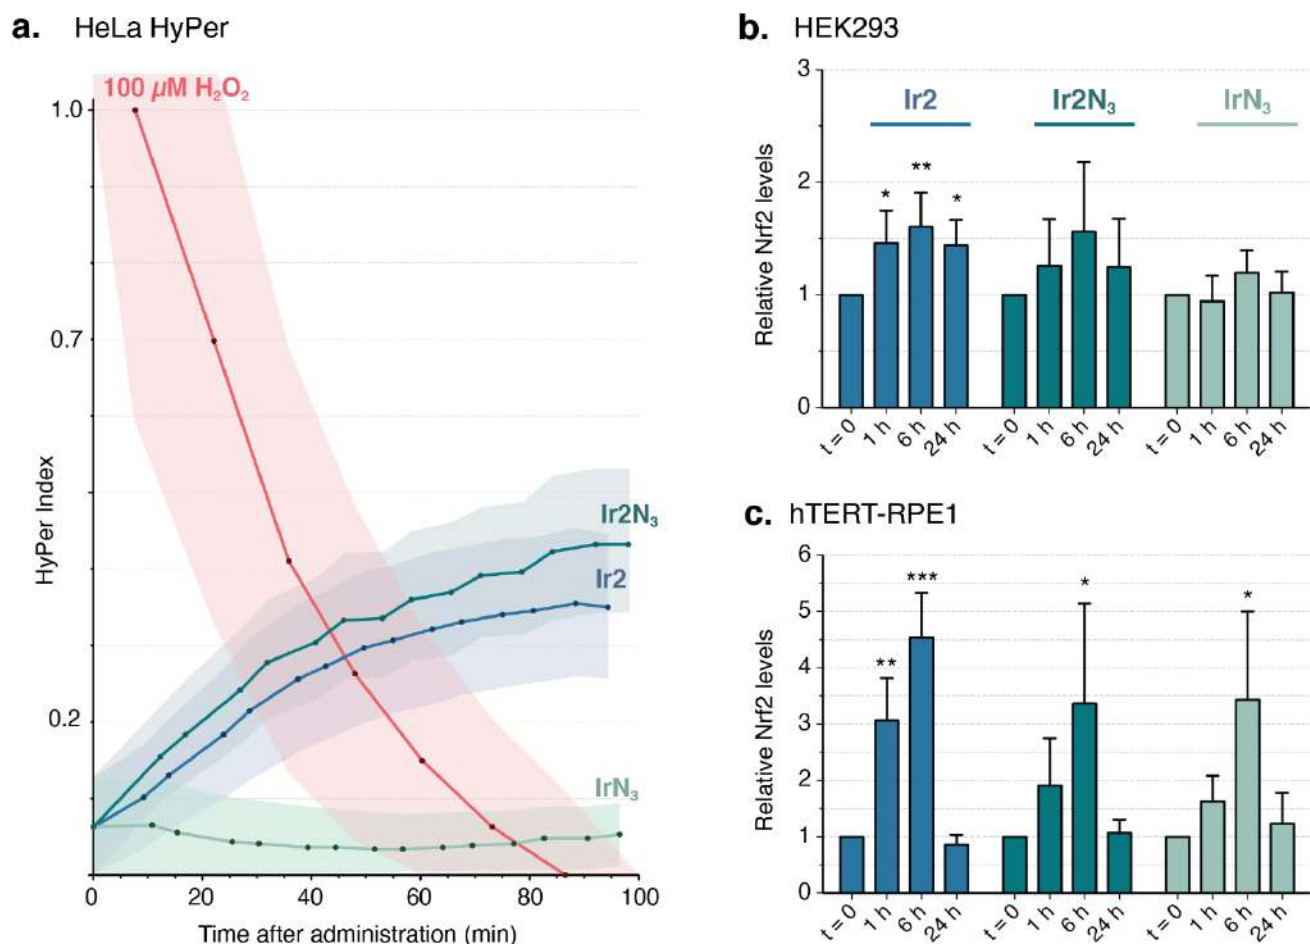 a. HeLa HyPer
100 µM H₂O₂
1.0
0.7
0.2
HyPer Index
Ir2N₃
Ir2
IrN₃
0 20 40 60 80 100
Time after administration (min)
b. HEK293
3
2
1
0
Relative Nrf2 levels
Ir2 Ir2N₃ IrN₃
* ** *
t = 0 1 h 6 h 24 h t = 0 1 h 6 h 24 h t = 0 1 h 6 h 24 h
c. hTERT-RPE1
6
5
4
3
2
1
0
Relative Nrf2 levels
** *** * *
t = 0 1 h 6 h 24 h t = 0 1 h 6 h 24 h t = 0 1 h 6 h 24 h